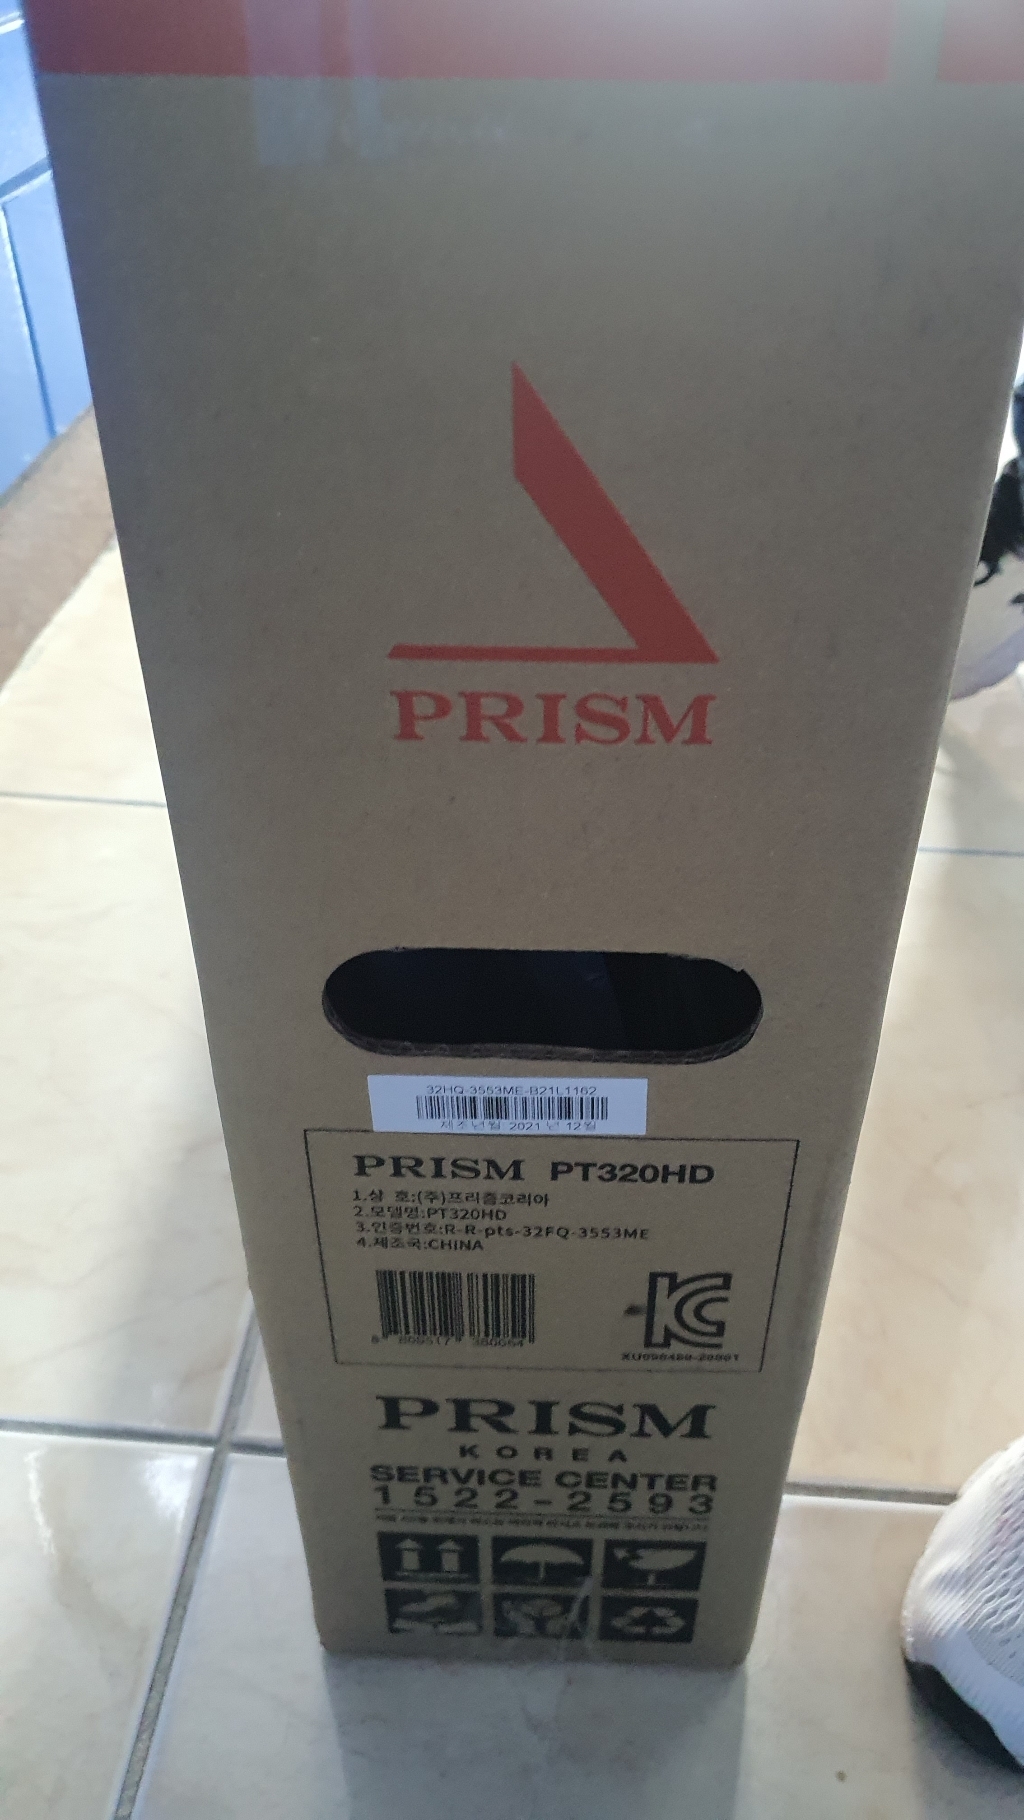 PRISM
32HQ-3553ME-B21L1162
제조년월 2021 년 12월
PRISM PT320HD
1.상 호:(주)프리즘코리아
2.모델명:PT320HD
3.인증번호:R-R-pts-32FQ-3553ME
4.제조국:CHINA
KC
PRISM
KOREA
SERVICE CENTER
1522-2593